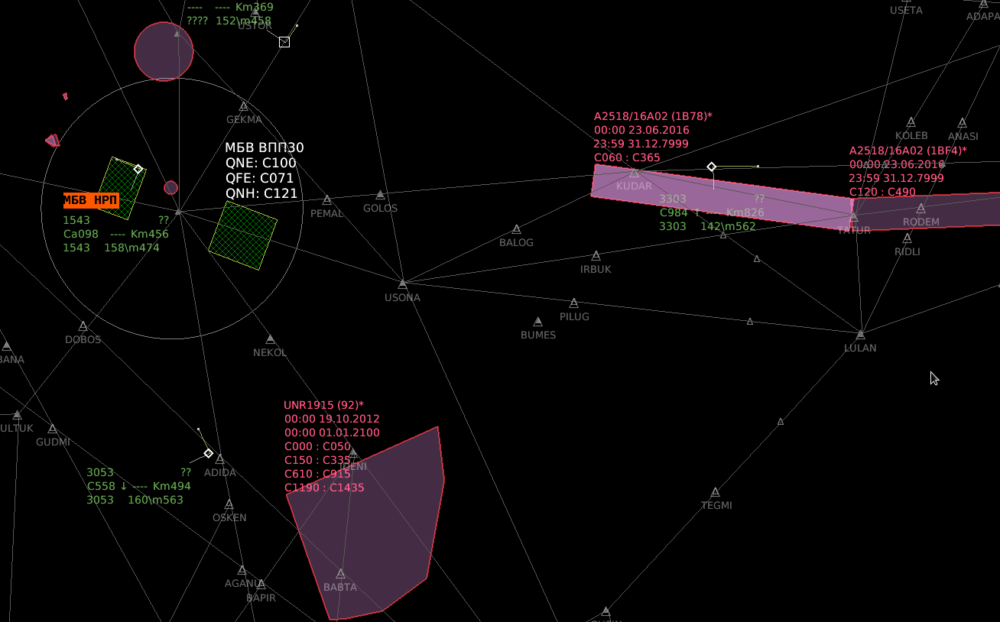 ---- ---- Km369
???? 152\m458
USTOR
USETA
ADAPA
GEKMA
A2518/16A02 (1B78)*
00:00 23.06.2016
23:59 31.12.7999
C060 : C365
KUDAR
KOLEB
ANASI
A2518/16A02 (1BF4)*
00:00 23.06.2016
23:59 31.12.7999
C120 : C490
МБВ ВПП30
QNE: C100
QFE: C071
QNH: C121
МБВ НРП
1543 ??
Ca098 ---- Km456
1543 158\m474
PEMAL
GOLOS
3303 ??
C984 ↑ Km826
3303 142\m562
TATUR
RODEM
RIDLI
BALOG
IRBUK
USONA
PILUG
BUMES
LULAN
DOBOS
BANA
NEKOL
ULTUK
GUDMI
UNR1915 (92)*
00:00 19.10.2012
00:00 01.01.2100
C000 : C050
C150 : C335
C610 : C915
C1190 : C1435
3053 ??
C558 ↓ ---- Km494
3053 160\m563
ADIDA
OSKEN
TEGMI
AGANU
BAPIR
BABTA